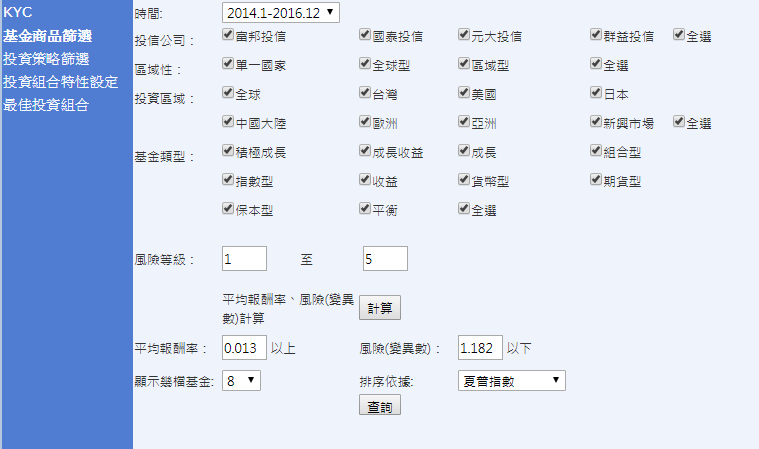 KYC
基金商品篩選
投資策略篩選
投資組合特性設定
最佳投資組合
時間: 2014.1-2016.12
投信公司： 富邦投信 國泰投信 元大投信 群益投信 全選
區域性： 單一國家 全球型 區域型 全選
投資區域： 全球 台灣 美國 日本
中國大陸 歐洲 亞洲 新興市場 全選
基金類型： 積極成長 成長收益 成長 組合型
指數型 收益 貨幣型 期貨型
保本型 平衡 全選
風險等級： 1 至 5
平均報酬率、風險(變異
數)計算 計算
平均報酬率： 0.013 以上 風險(變異數)： 1.182 以下
顯示幾檔基金: 8 排序依據: 夏普指數
查詢